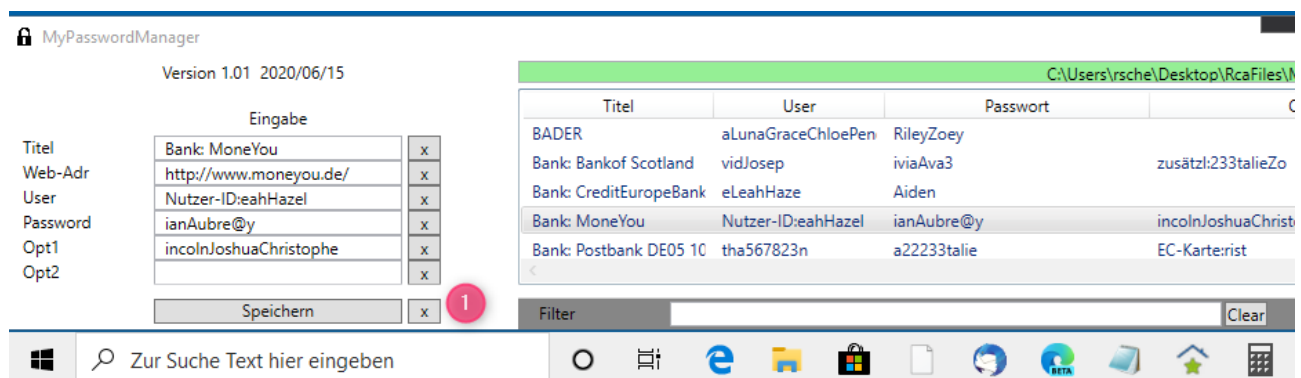 MyPasswordManager
Version 1.01 2020/06/15
Eingabe
Titel Bank: MoneYou x
Web-Adr http://www.moneyou.de/ x
User Nutzer-ID:eahHazel x
Password ianAubre@y x
Opt1 incolnJoshuaChristophe x
Opt2 x
Speichern x
1
C:\Users\rsche\Desktop\RcaFiles\
Titel User Passwort
BADER aLunaGraceChloePen RileyZoey
Bank: Bankof Scotland vidJosep iviaAva3 zusätzl:233talieZo
Bank: CreditEuropeBank eLeahHaze Aiden
Bank: MoneYou Nutzer-ID:eahHazel ianAubre@y incolnJoshuaChrist
Bank: Postbank DE05 10 tha567823n a22233talie EC-Karte:rist
Filter Clear
Zur Suche Text hier eingeben
BETA